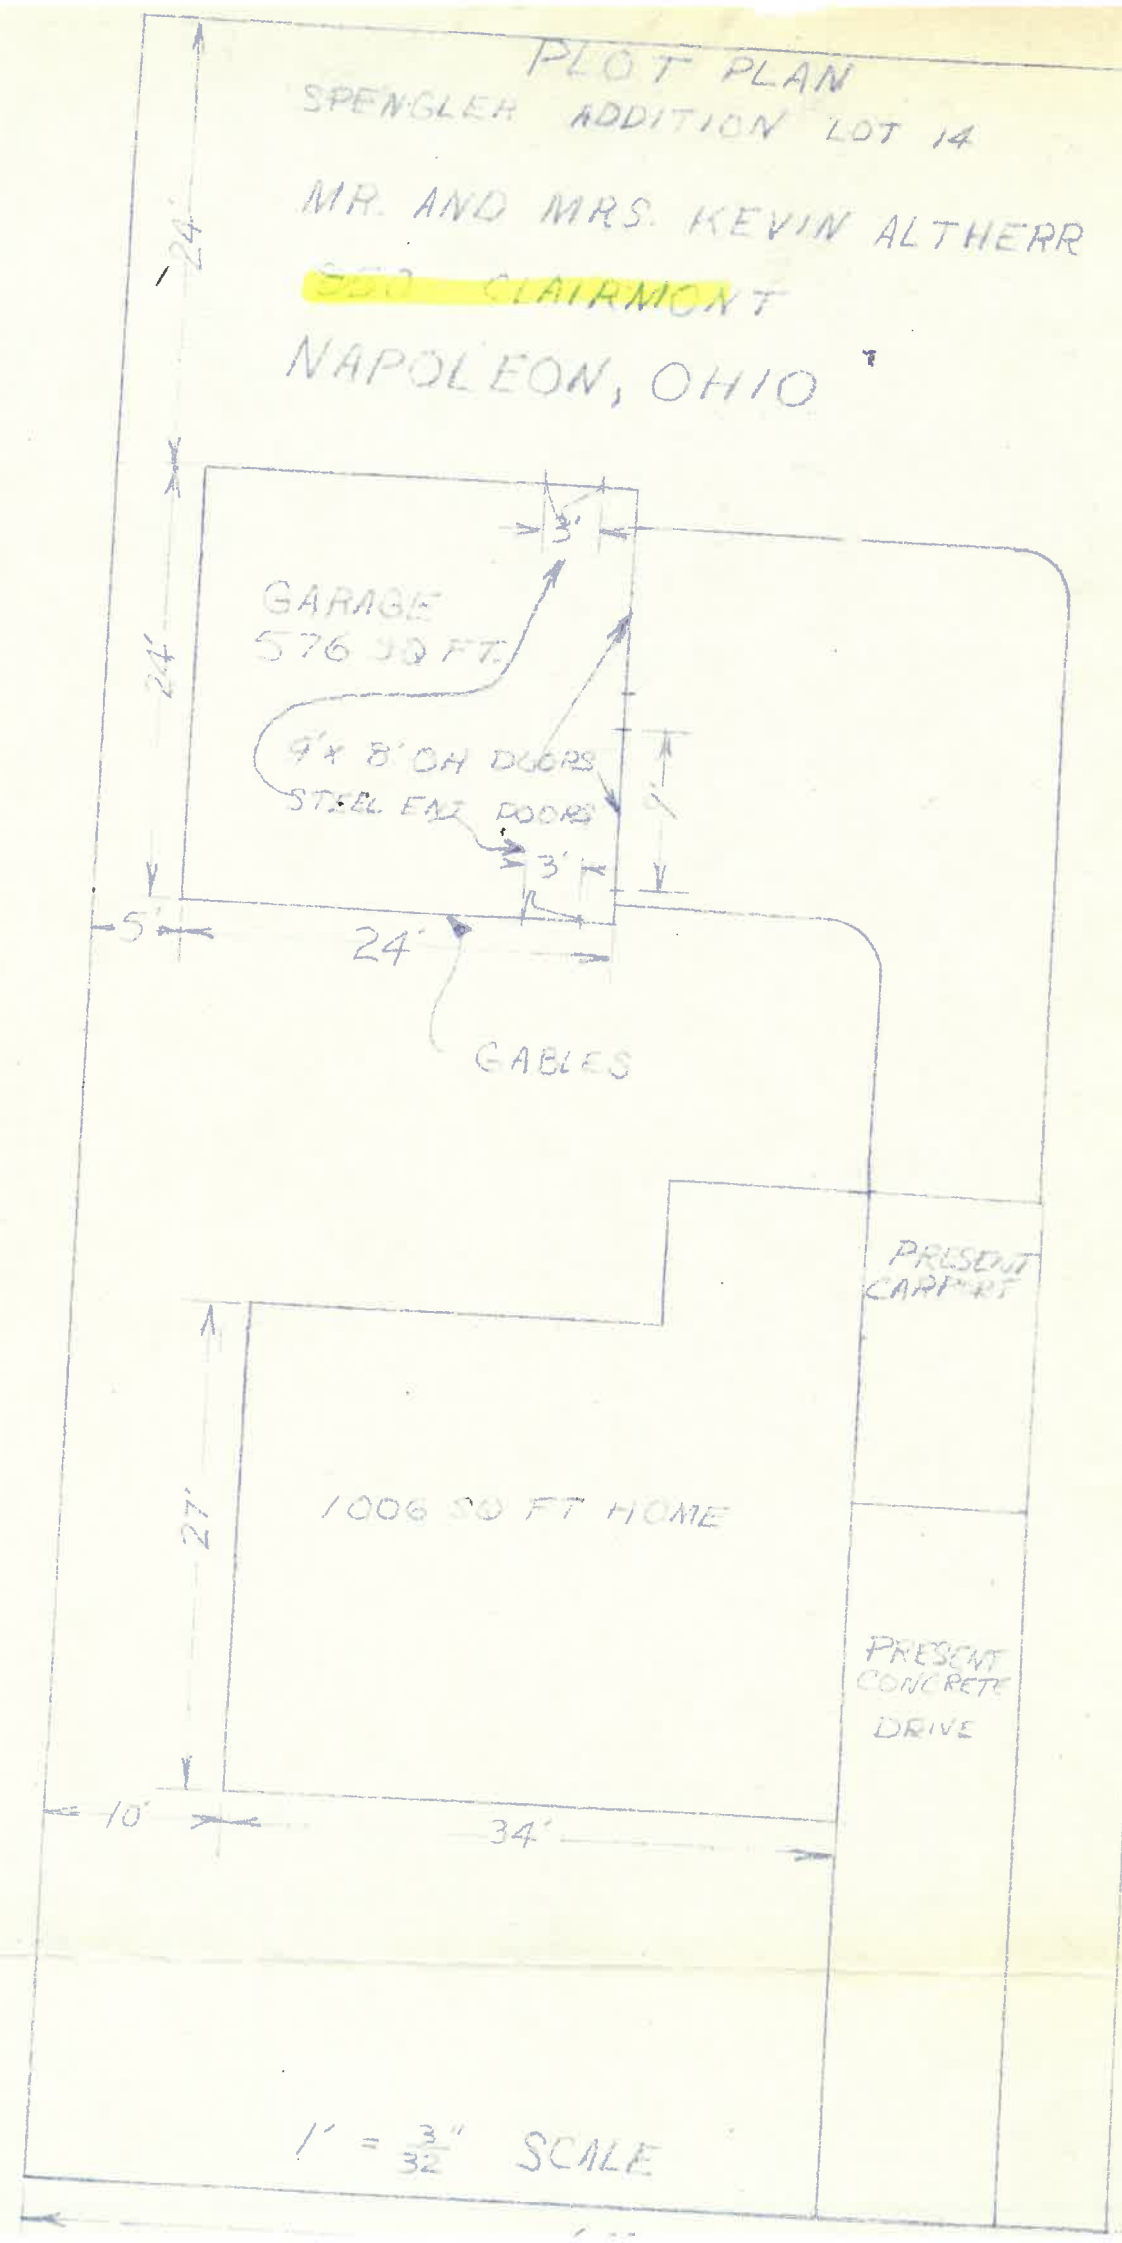 PLOT PLAN
SPENGLER ADDITION LOT 14
MR. AND MRS. KEVIN ALTHERR
850 CLAIRMONT
NAPOLEON, OHIO
24'
3'
GARAGE
576 SQ FT.
24'
9' x 8' OH DOORS
STEEL ENT DOORS
9'
3'
5'
24'
GABLES
PRESENT
CARPORT
27'
1006 SQ FT HOME
PRESENT
CONCRETE
DRIVE
10'
34'
1' = 3/32" SCALE